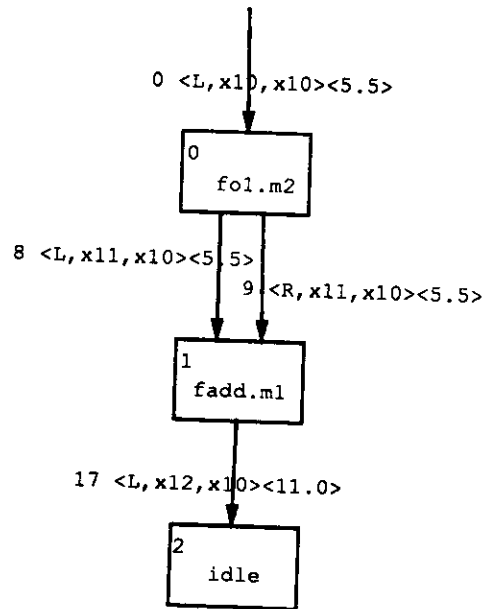 0 <L,x10,x10><5.5>
0
fo1.m2
8 <L,x11,x10><5.5>
9 <R,x11,x10><5.5>
1
fadd.m1
17 <L,x12,x10><11.0>
2
idle